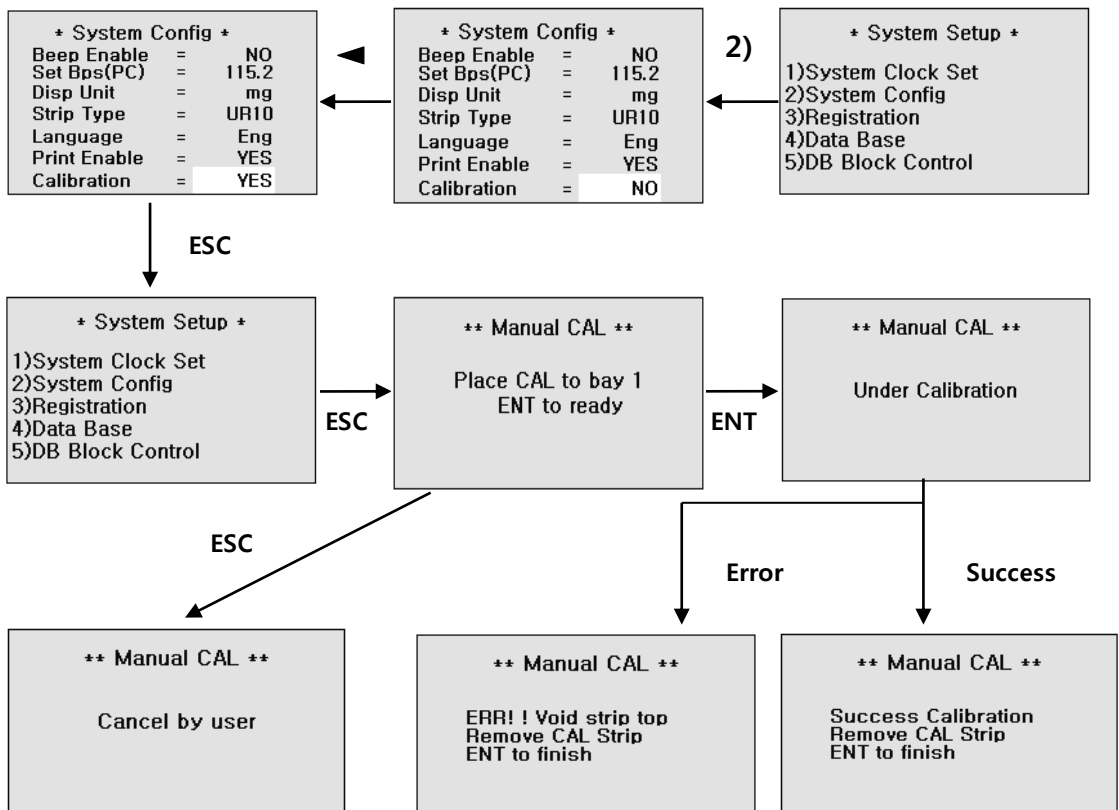 * System Config *
Beep Enable = NO
Set Bps(PC) = 115.2
Disp Unit = mg
Strip Type = UR10
Language = Eng
Print Enable = YES
Calibration = YES
* System Config *
Beep Enable = NO
Set Bps(PC) = 115.2
Disp Unit = mg
Strip Type = UR10
Language = Eng
Print Enable = YES
Calibration = NO
2)
* System Setup *
1)System Clock Set
2)System Config
3)Registration
4)Data Base
5)DB Block Control
ESC
* System Setup *
1)System Clock Set
2)System Config
3)Registration
4)Data Base
5)DB Block Control
ESC
** Manual CAL **
Place CAL to bay 1
ENT to ready
ENT
** Manual CAL **
Under Calibration
ESC
Error
Success
** Manual CAL **
Cancel by user
** Manual CAL **
ERR! ! Void strip top
Remove CAL Strip
ENT to finish
** Manual CAL **
Success Calibration
Remove CAL Strip
ENT to finish